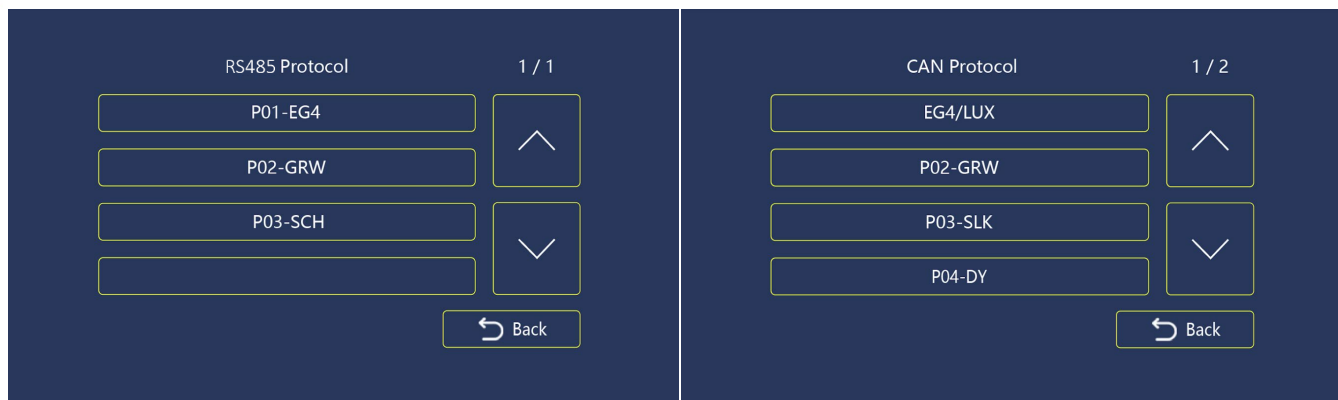 RS485 Protocol 1 / 1
P01-EG4
P02-GRW
P03-SCH
Back
CAN Protocol 1 / 2
EG4/LUX
P02-GRW
P03-SLK
P04-DY
Back